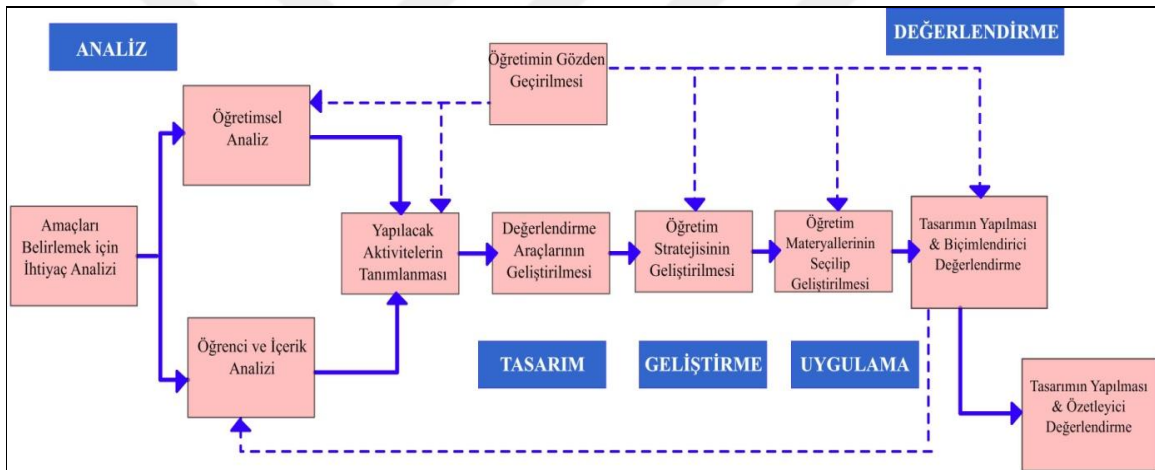 ANALİZ
Öğretimin Gözden
Geçirilmesi
DEĞERLENDİRME
Öğretimsel
Analiz
Amaçları
Belirlemek için
İhtiyaç Analizi
Yapılacak
Aktivitelerin
Tanımlanması
Değerlendirme
Araçlarının
Geliştirilmesi
Öğretim
Stratejisinin
Geliştirilmesi
Öğretim
Materyallerinin
Seçilip
Geliştirilmesi
Tasarımın Yapılması
& Biçimlendirici
Değerlendirme
Öğrenci ve İçerik
Analizi
TASARIM
GELİŞTİRME
UYGULAMA
Tasarımın Yapılması
& Özetleyici
Değerlendirme